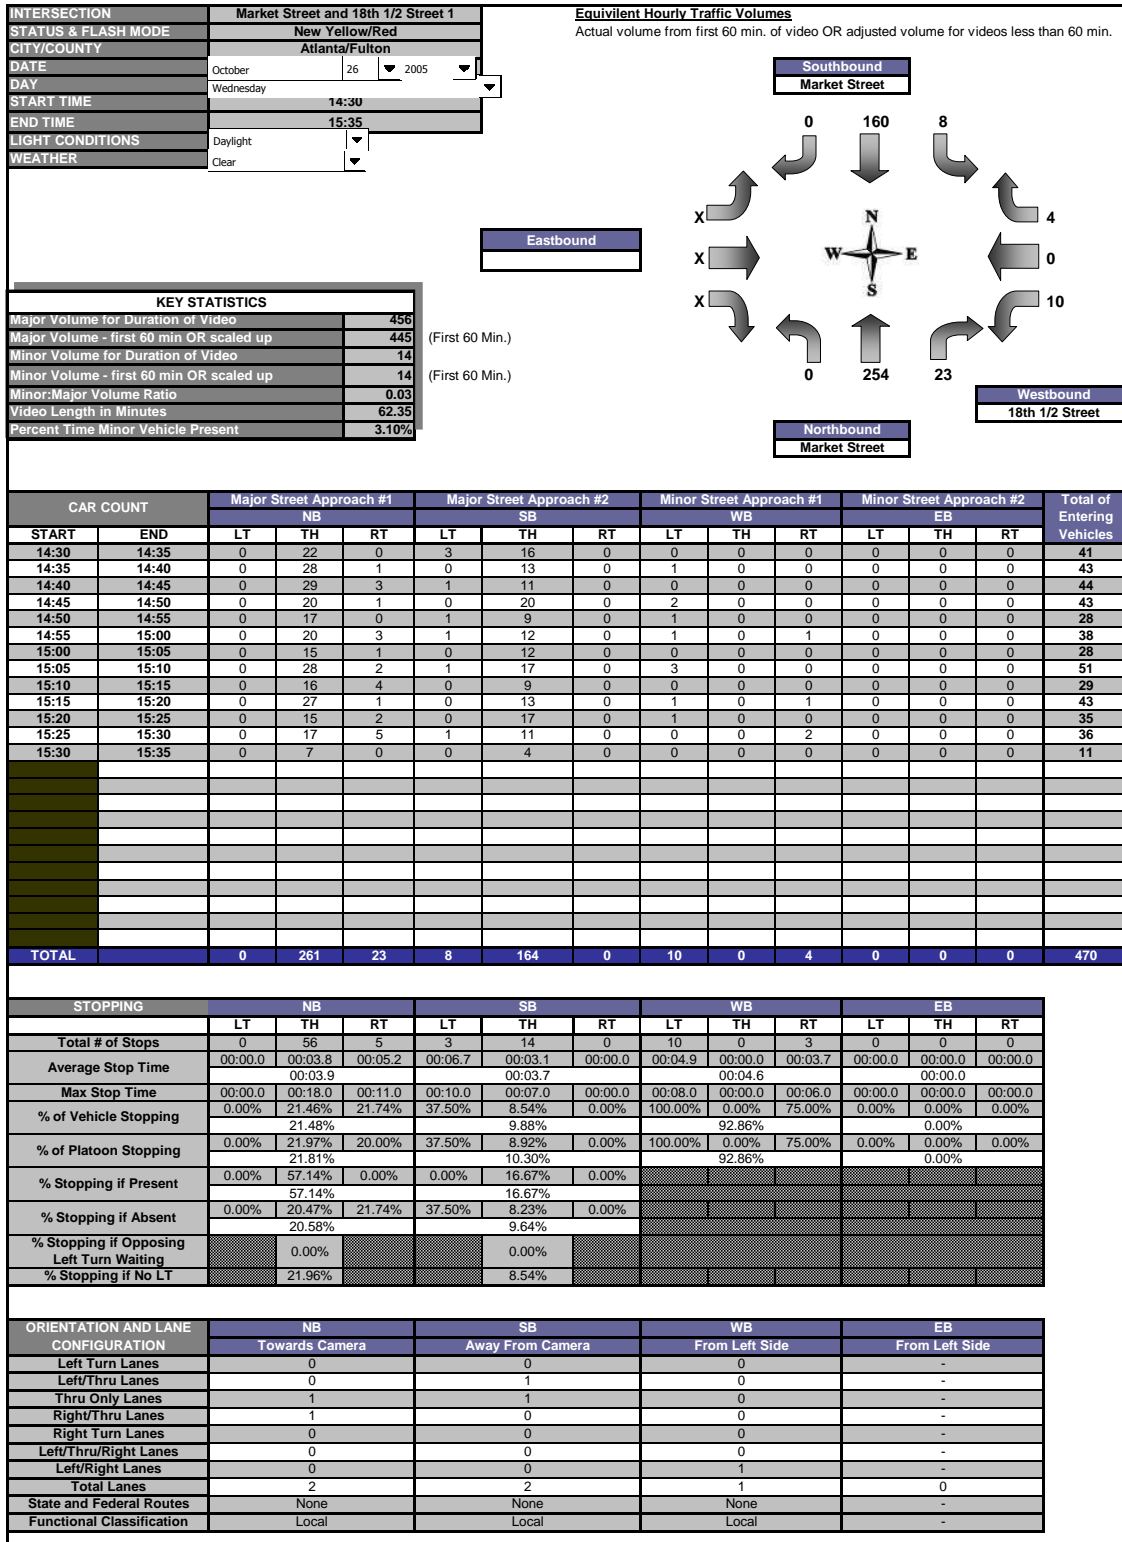 INTERSECTION Market Street and 18th 1/2 Street 1
STATUS & FLASH MODE New Yellow/Red
CITY/COUNTY Atlanta/Fulton
DATE October 26 2005
DAY Wednesday
START TIME 14:30
END TIME 15:35
LIGHT CONDITIONS Daylight
WEATHER Clear
Equivilent Hourly Traffic Volumes
Actual volume from first 60 min. of video OR adjusted volume for videos less than 60 min.
Southbound
Market Street
0 160 8
X 4
X 0
X 10
N
W E
S
0 254 23
Eastbound
Westbound
18th 1/2 Street
Northbound
Market Street
KEY STATISTICS
Major Volume for Duration of Video 456
Major Volume - first 60 min OR scaled up 445 (First 60 Min.)
Minor Volume for Duration of Video 14
Minor Volume - first 60 min OR scaled up 14 (First 60 Min.)
Minor:Major Volume Ratio 0.03
Video Length in Minutes 62.35
Percent Time Minor Vehicle Present 3.10%
CAR COUNT Major Street Approach #1 Major Street Approach #2 Minor Street Approach #1 Minor Street Approach #2 Total of
NB SB WB EB Entering
START END LT TH RT LT TH RT LT TH RT LT TH RT Vehicles
14:30 14:35 0 22 0 3 16 0 0 0 0 0 0 0 41
14:35 14:40 0 28 1 0 13 0 1 0 0 0 0 0 43
14:40 14:45 0 29 3 1 11 0 0 0 0 0 0 0 44
14:45 14:50 0 20 1 0 20 0 2 0 0 0 0 0 43
14:50 14:55 0 17 0 1 9 0 1 0 0 0 0 0 28
14:55 15:00 0 20 3 1 12 0 1 0 1 0 0 0 38
15:00 15:05 0 15 1 0 12 0 0 0 0 0 0 0 28
15:05 15:10 0 28 2 1 17 0 3 0 0 0 0 0 51
15:10 15:15 0 16 4 0 9 0 0 0 0 0 0 0 29
15:15 15:20 0 27 1 0 13 0 1 0 1 0 0 0 43
15:20 15:25 0 15 2 0 17 0 1 0 0 0 0 0 35
15:25 15:30 0 17 5 1 11 0 0 0 2 0 0 0 36
15:30 15:35 0 7 0 0 4 0 0 0 0 0 0 0 11
TOTAL 0 261 23 8 164 0 10 0 4 0 0 0 470
STOPPING NB SB WB EB
LT TH RT LT TH RT LT TH RT LT TH RT
Total # of Stops 0 56 5 3 14 0 10 0 3 0 0 0
Average Stop Time 00:00.0 00:03.8 00:05.2 00:06.7 00:03.1 00:00.0 00:04.9 00:00.0 00:03.7 00:00.0 00:00.0 00:00.0
00:03.9 00:03.7 00:04.6 00:00.0
Max Stop Time 00:00.0 00:18.0 00:11.0 00:10.0 00:07.0 00:00.0 00:08.0 00:00.0 00:06.0 00:00.0 00:00.0 00:00.0
% of Vehicle Stopping 0.00% 21.46% 21.74% 37.50% 8.54% 0.00% 100.00% 0.00% 75.00% 0.00% 0.00% 0.00%
21.48% 9.88% 92.86% 0.00%
% of Platoon Stopping 0.00% 21.97% 20.00% 37.50% 8.92% 0.00% 100.00% 0.00% 75.00% 0.00% 0.00% 0.00%
21.81% 10.30% 92.86% 0.00%
% Stopping if Present 0.00% 57.14% 0.00% 0.00% 16.67% 0.00%
57.14% 16.67%
% Stopping if Absent 0.00% 20.47% 21.74% 37.50% 8.23% 0.00%
20.58% 9.64%
% Stopping if Opposing
Left Turn Waiting 0.00% 0.00%
% Stopping if No LT 21.96% 8.54%
ORIENTATION AND LANE NB SB WB EB
CONFIGURATION Towards Camera Away From Camera From Left Side From Left Side
Left Turn Lanes 0 0 0 -
Left/Thru Lanes 0 1 0 -
Thru Only Lanes 1 1 0 -
Right/Thru Lanes 1 0 0 -
Right Turn Lanes 0 0 0 -
Left/Thru/Right Lanes 0 0 0 -
Left/Right Lanes 0 0 1 -
Total Lanes 2 2 1 0
State and Federal Routes None None None -
Functional Classification Local Local Local -